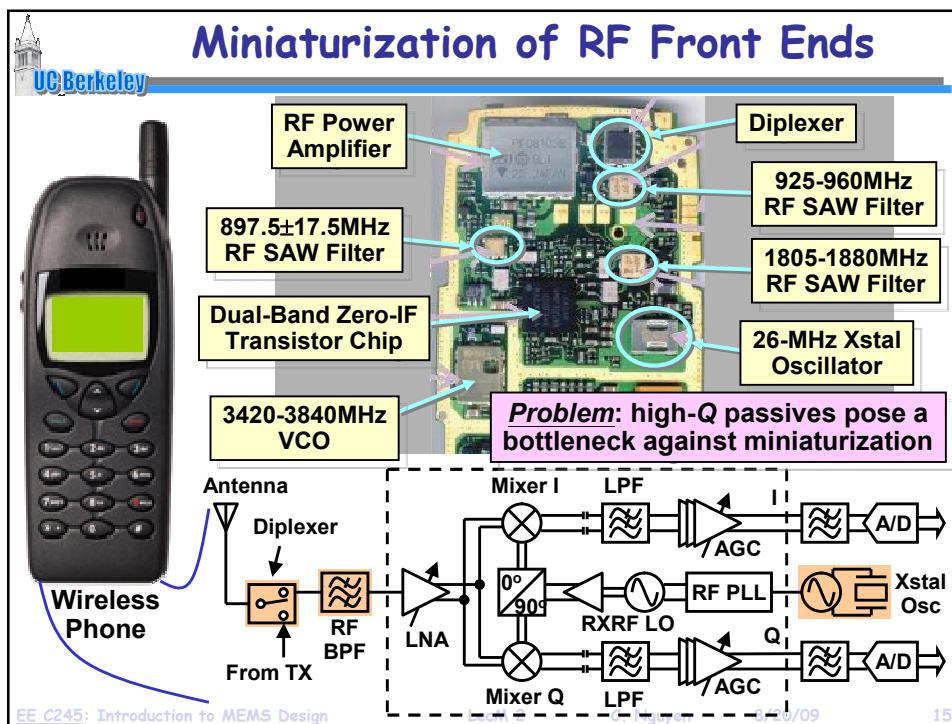 Miniaturization of RF Front Ends
UC Berkeley
RF Power
Amplifier
Diplexer
925-960MHz
RF SAW Filter
897.5±17.5MHz
RF SAW Filter
1805-1880MHz
RF SAW Filter
Dual-Band Zero-IF
Transistor Chip
26-MHz Xstal
Oscillator
3420-3840MHz
VCO
Problem: high-Q passives pose a
bottleneck against miniaturization
Antenna
Mixer I
LPF
I
A/D
Diplexer
AGC
0°
90°
RF PLL
Xstal
Osc
Wireless
Phone
RF
BPF
LNA
RXRF LO
From TX
Q
A/D
Mixer Q
LPF
AGC
EE C245: Introduction to MEMS Design
LecM 2
C. Nguyen
8/20/09
15